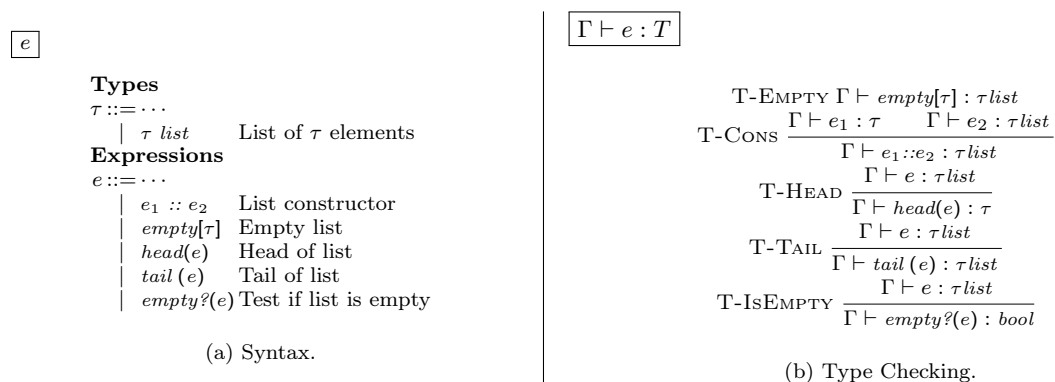 e
Types
τ ::= ···
| τ list List of τ elements
Expressions
e ::= ···
| e₁ :: e₂ List constructor
| empty[τ] Empty list
| head(e) Head of list
| tail (e) Tail of list
| empty?(e) Test if list is empty
(a) Syntax.
Γ ⊢ e : T
T-EMPTY Γ ⊢ empty[τ] : τ list
Γ ⊢ e₁ : τ Γ ⊢ e₂ : τ list
T-CONS
Γ ⊢ e₁::e₂ : τ list
Γ ⊢ e : τ list
T-HEAD
Γ ⊢ head(e) : τ
Γ ⊢ e : τ list
T-TAIL
Γ ⊢ tail (e) : τ list
Γ ⊢ e : τ list
T-ISEMPTY
Γ ⊢ empty?(e) : bool
(b) Type Checking.